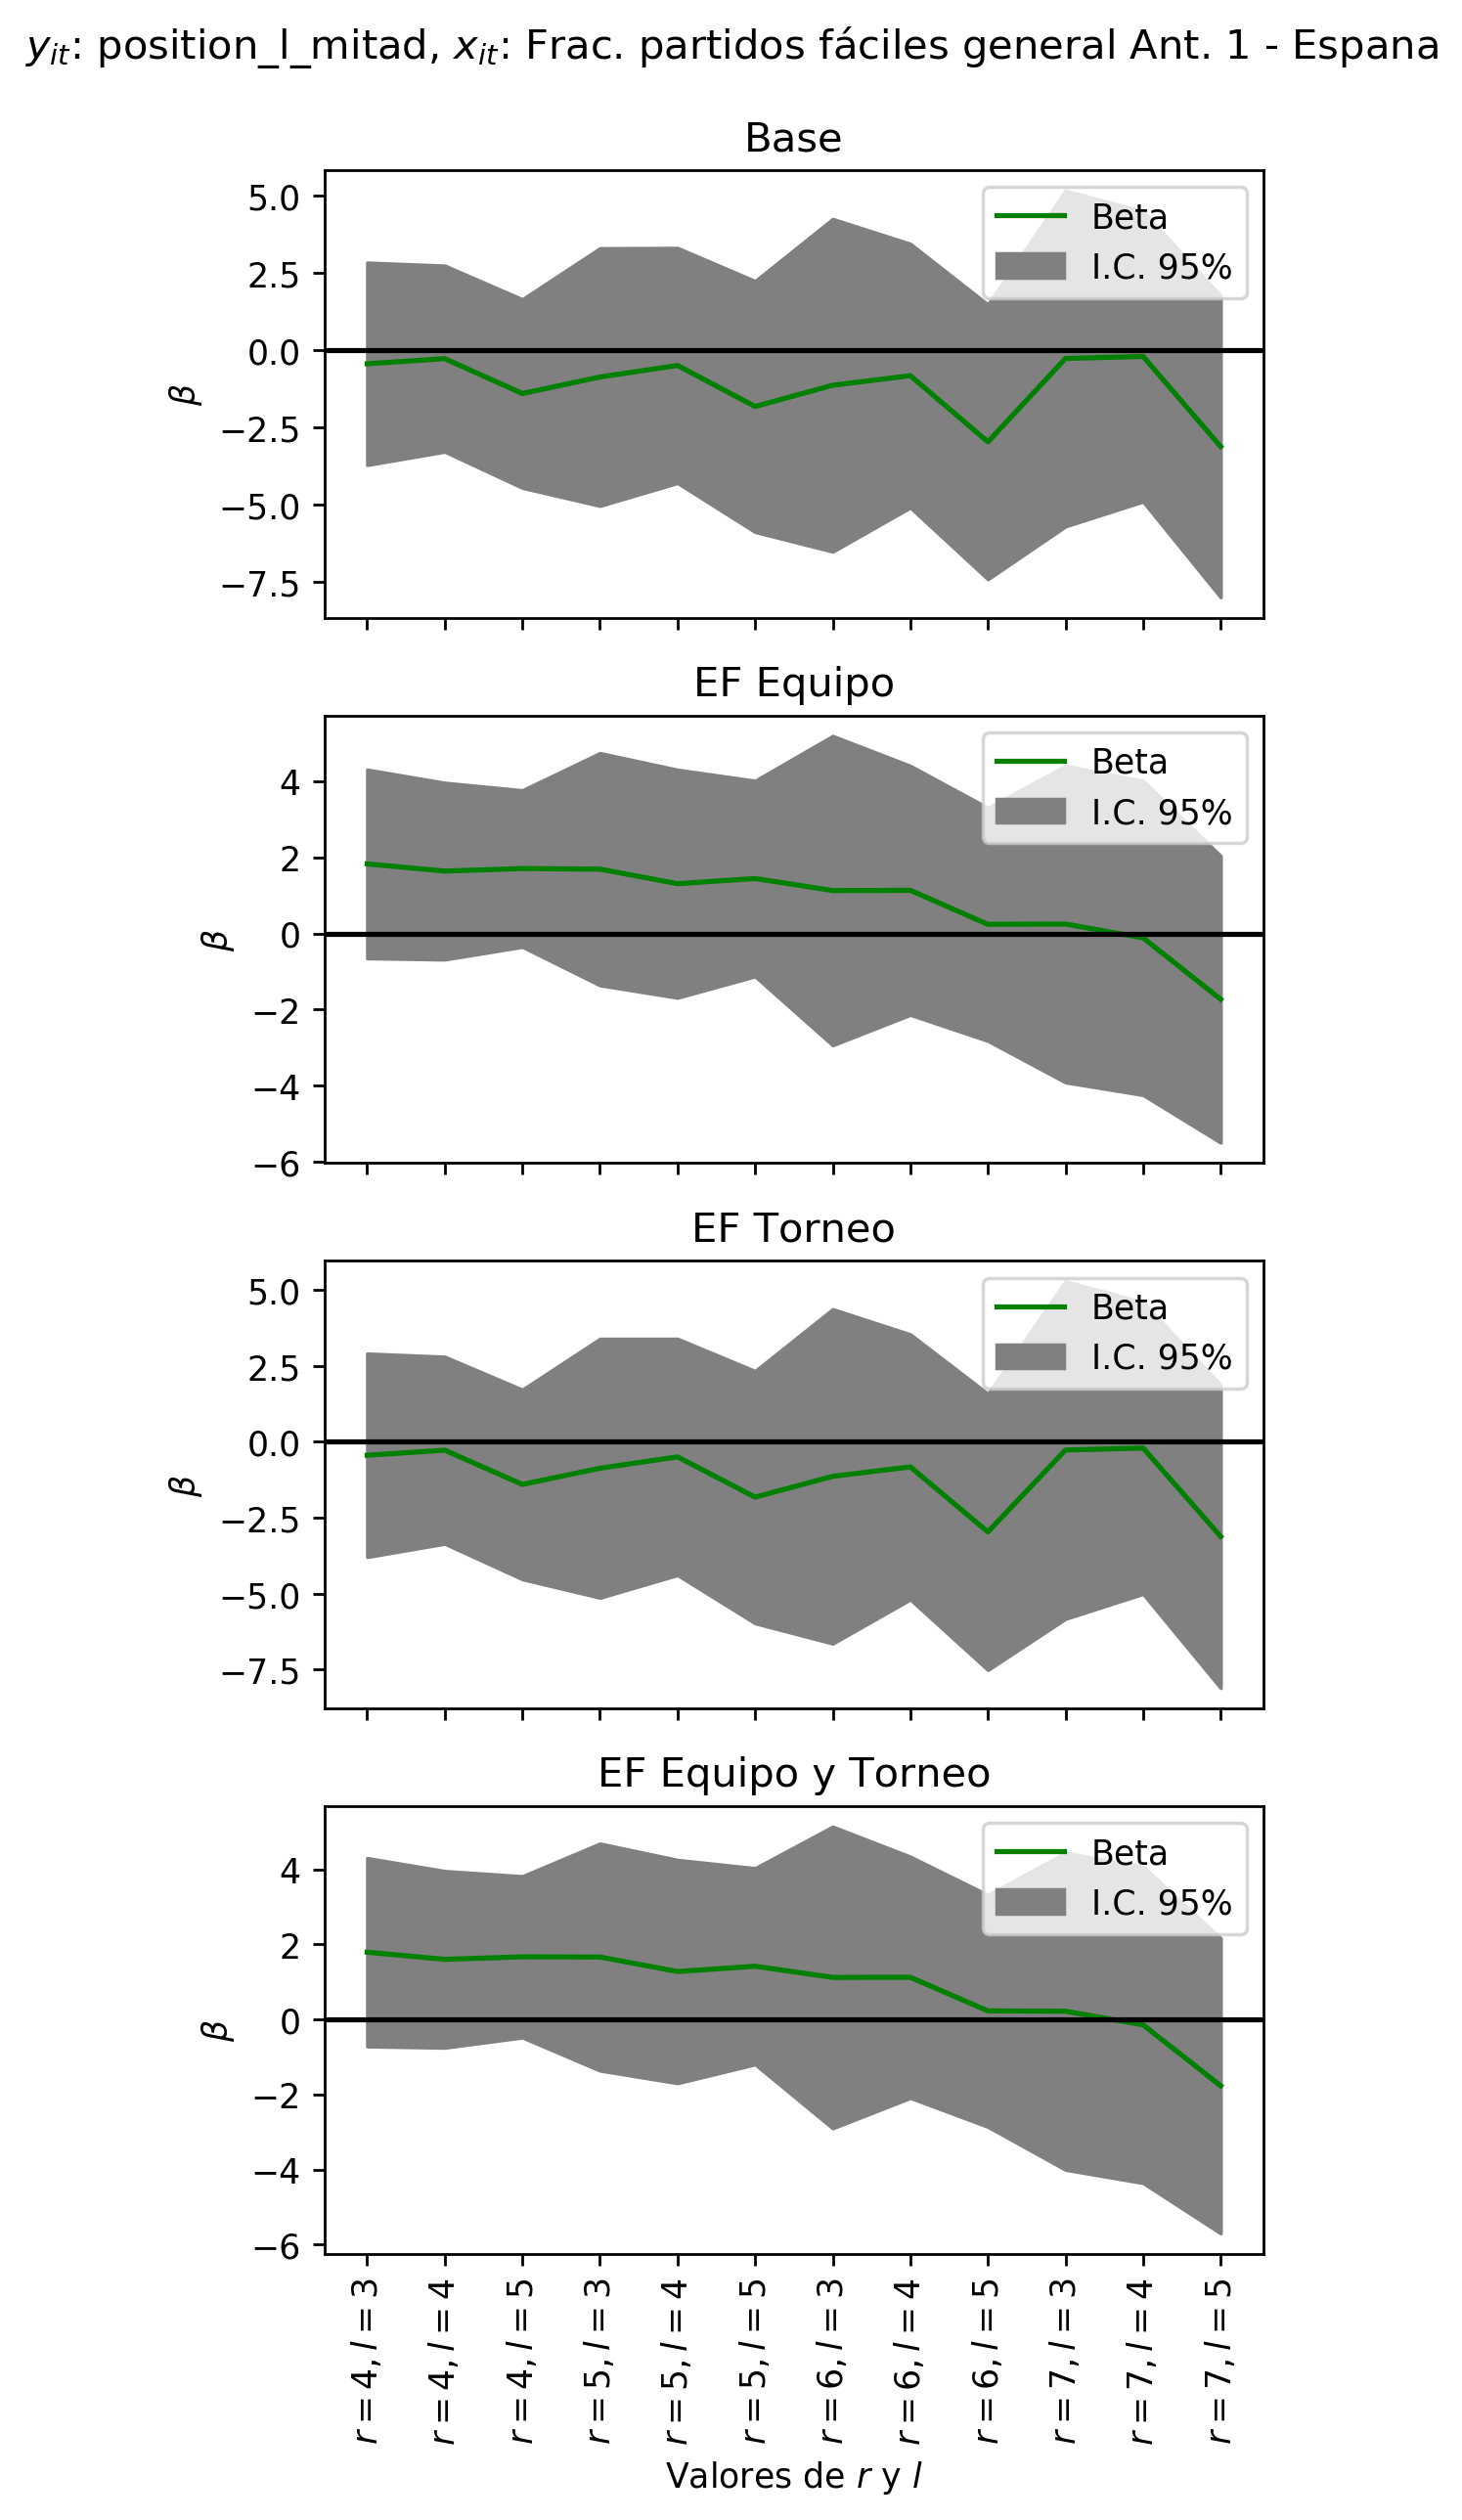 y_it: position_l_mitad, x_it: Frac. partidos fáciles general Ant. 1 - Espana
Base
5.0
2.5
0.0
−2.5
−5.0
−7.5
β
Beta
I.C. 95%
EF Equipo
4
2
0
−2
−4
−6
β
Beta
I.C. 95%
EF Torneo
5.0
2.5
0.0
−2.5
−5.0
−7.5
β
Beta
I.C. 95%
EF Equipo y Torneo
4
2
0
−2
−4
−6
β
Beta
I.C. 95%
r = 4, l = 3
r = 4, l = 4
r = 4, l = 5
r = 5, l = 3
r = 5, l = 4
r = 5, l = 5
r = 6, l = 3
r = 6, l = 4
r = 6, l = 5
r = 7, l = 3
r = 7, l = 4
r = 7, l = 5
Valores de r y l